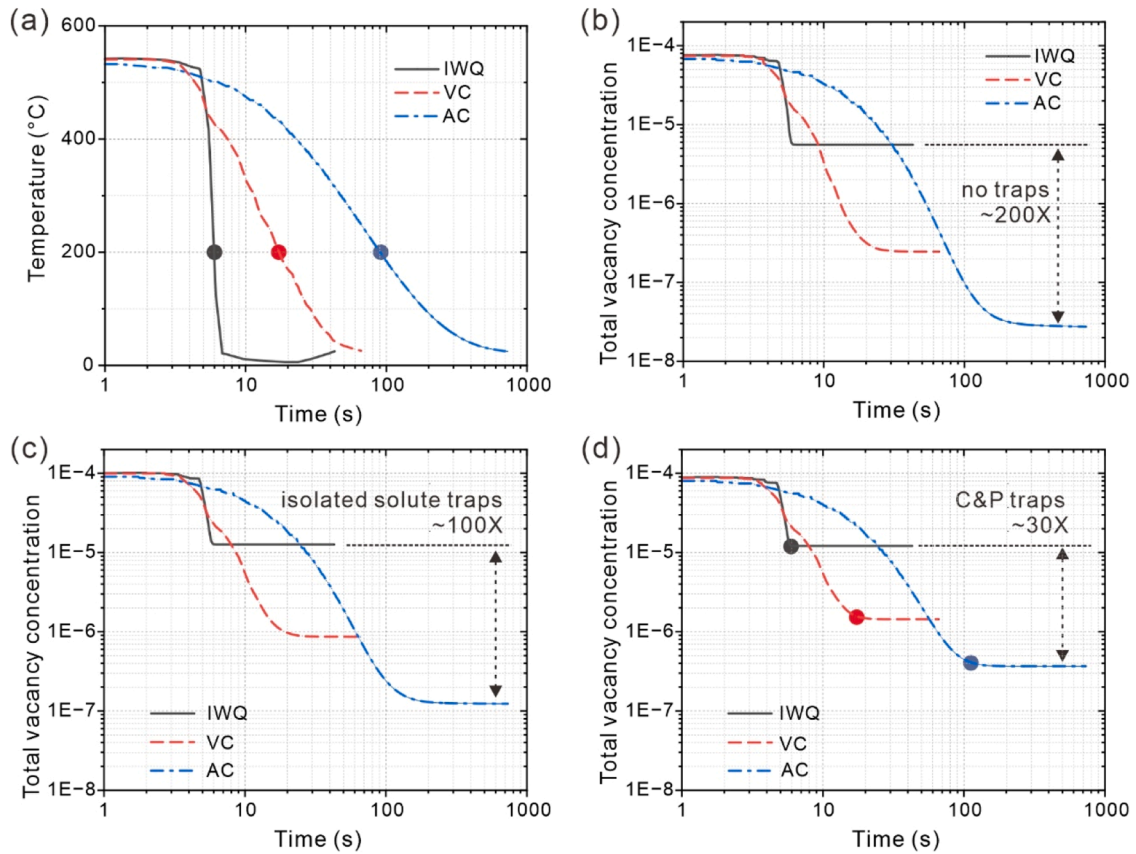 (a)
600
400
200
0
Temperature (°C)
IWQ
VC
AC
1
10
100
1000
Time (s)
(b)
1E–4
1E–5
1E–6
1E–7
1E–8
Total vacancy concentration
IWQ
VC
AC
no traps
~200X
1
10
100
1000
Time (s)
(c)
1E–4
1E–5
1E–6
1E–7
1E–8
Total vacancy concentration
isolated solute traps
~100X
IWQ
VC
AC
1
10
100
1000
Time (s)
(d)
1E–4
1E–5
1E–6
1E–7
1E–8
Total vacancy concentration
C&P traps
~30X
IWQ
VC
AC
1
10
100
1000
Time (s)